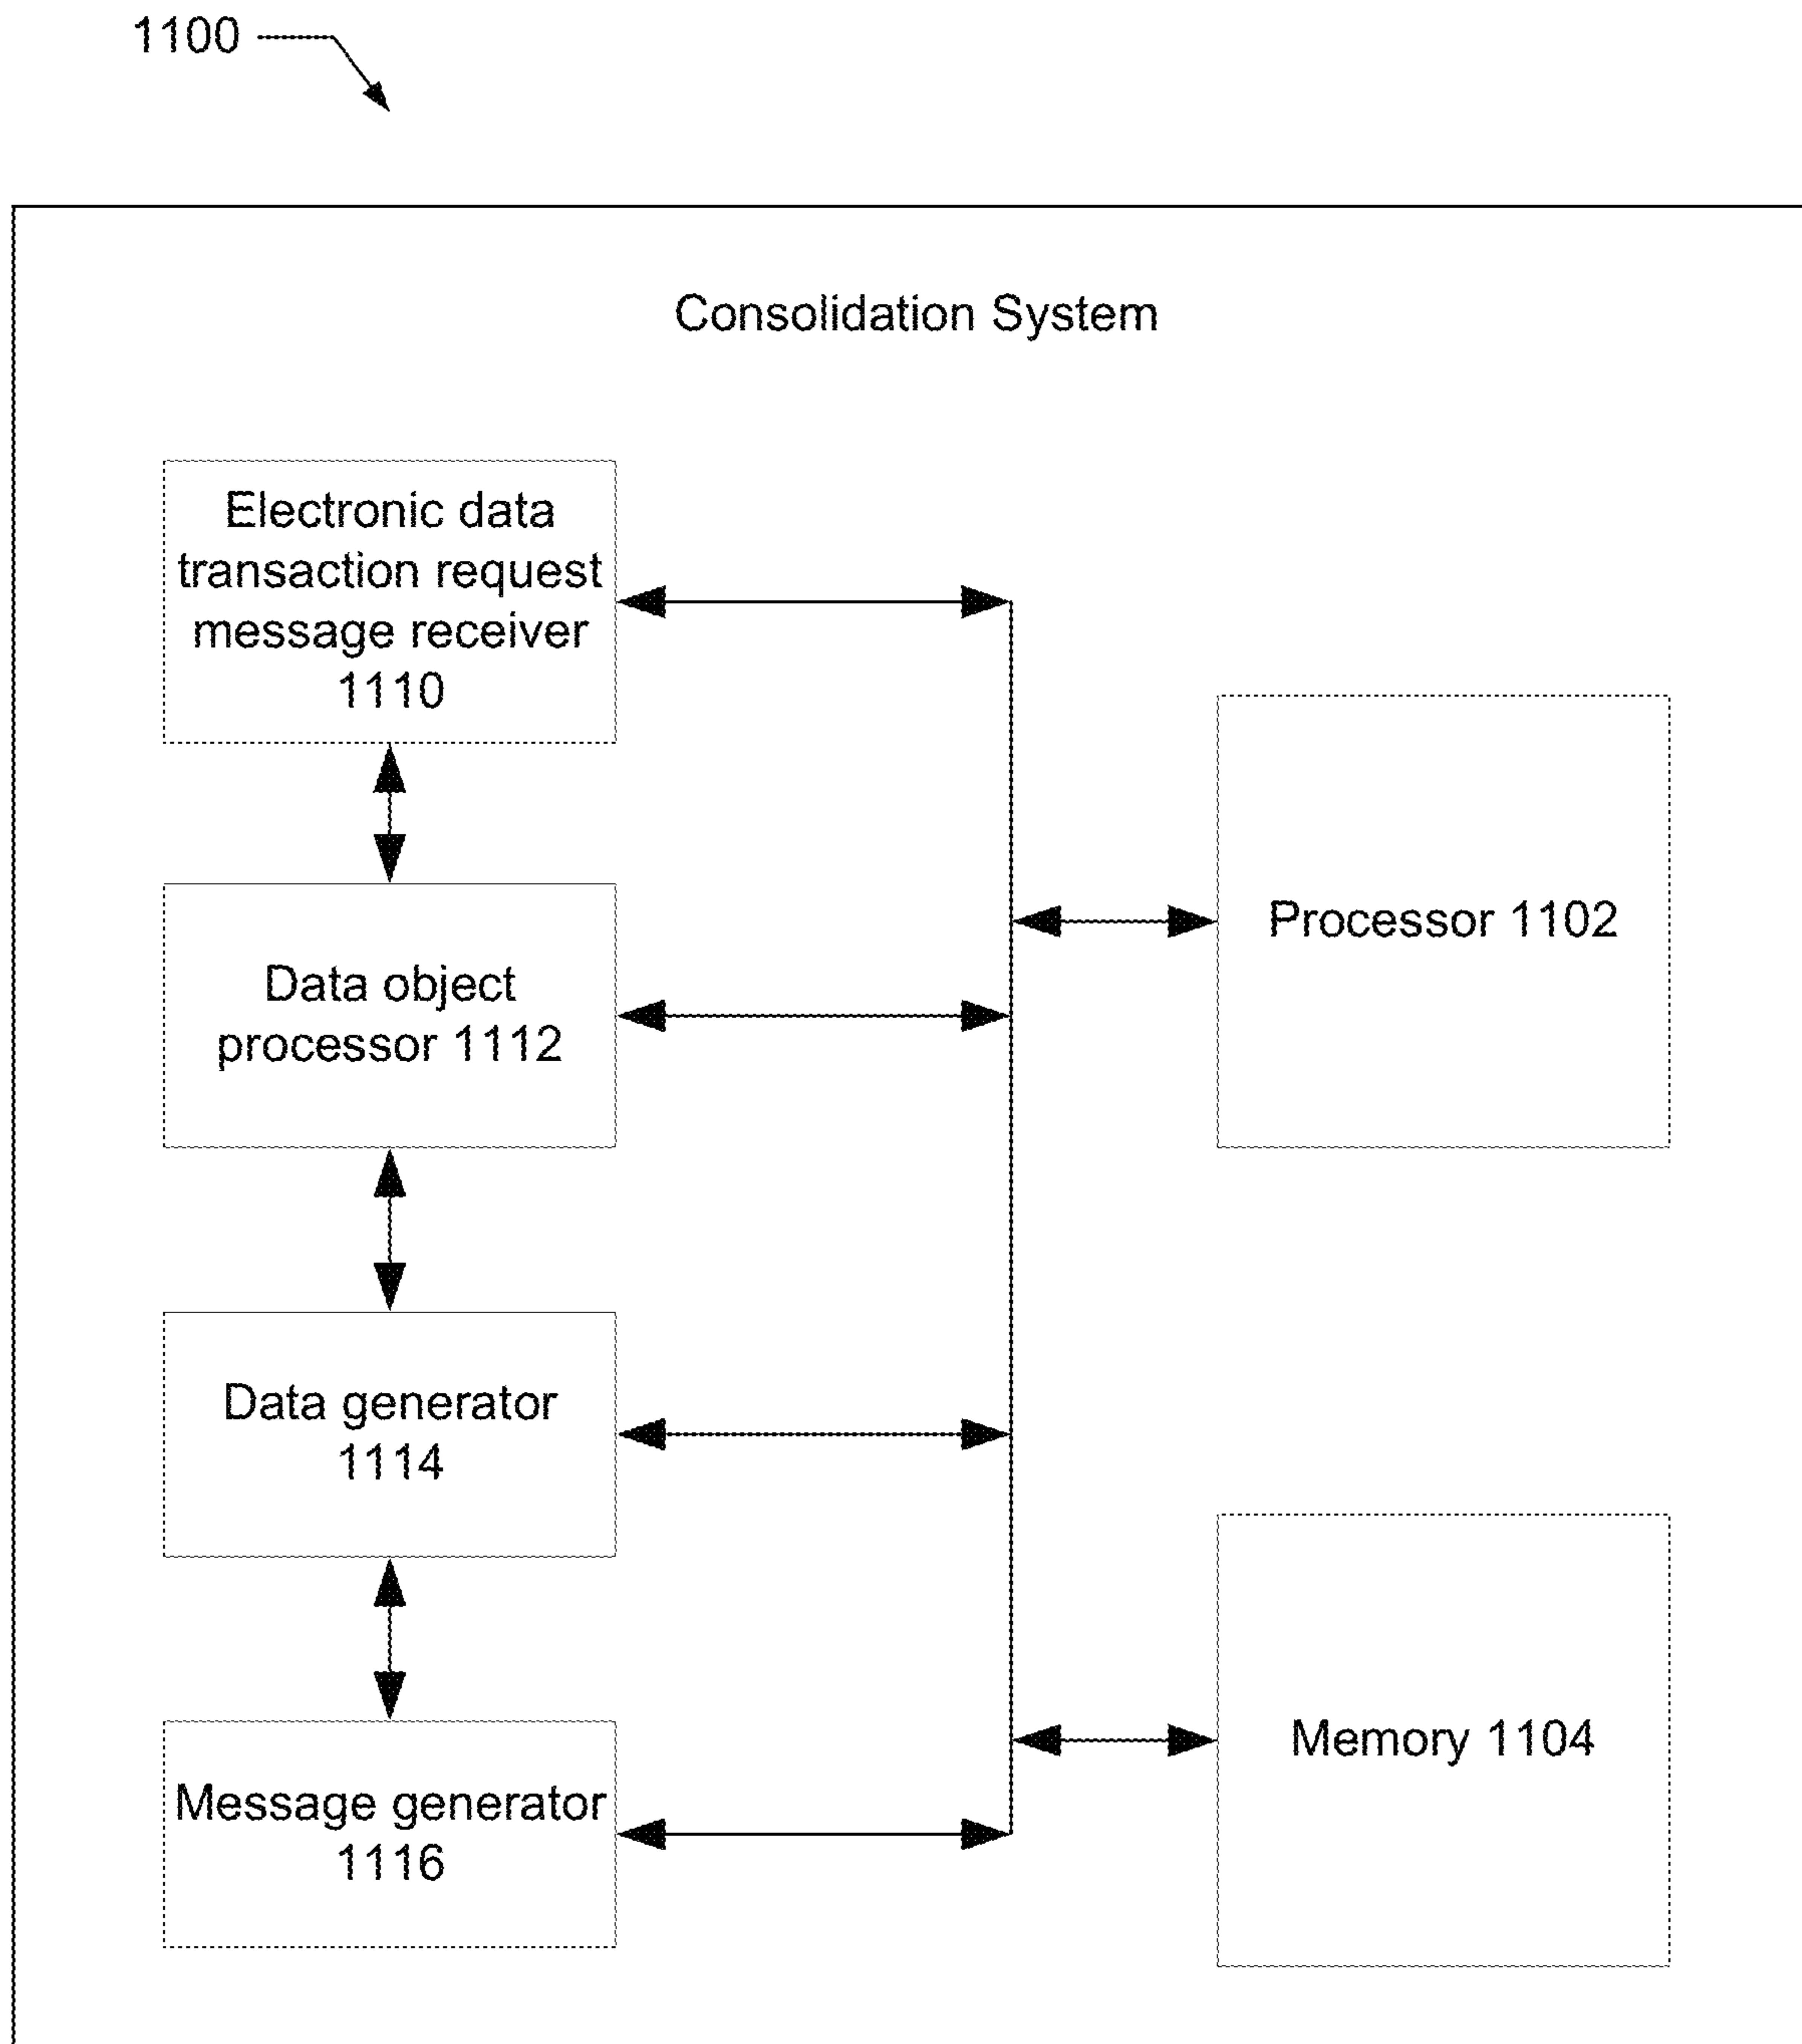 1100
Consolidation System
Electronic data
transaction request
message receiver
1110
Processor 1102
Data object
processor 1112
Data generator
1114
Memory 1104
Message generator
1116